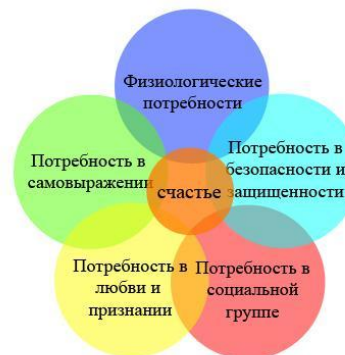 Физиологические
потребности
Потребность в
безопасности и
защищенности
Потребность в
самовыражении
счастье
Потребность в
любви и
признании
Потребность в
социальной
группе